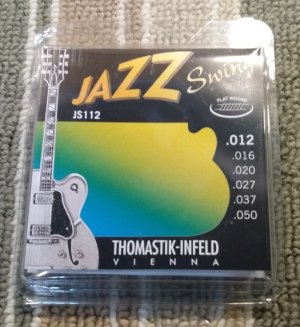 JAZZ Swing
JS112
FLAT WOUND
.012
.016
.020
.027
.037
.050
THOMASTIK-INFELD
VIENNA